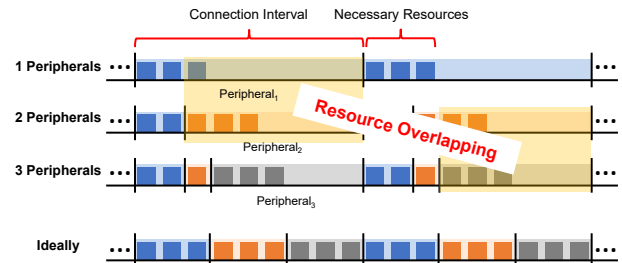 Connection Interval
Necessary Resources
1 Peripherals
Peripheral₁
2 Peripherals
Resource Overlapping
Peripheral₂
3 Peripherals
Peripheral₃
Ideally